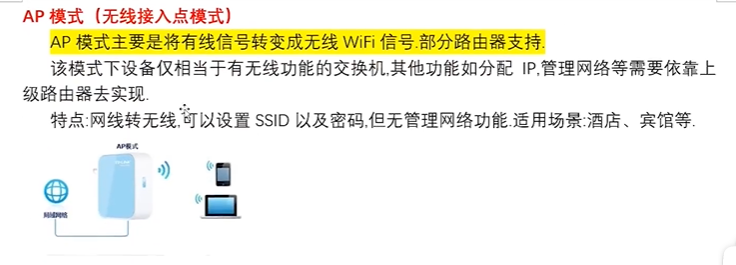 AP 模式（无线接入点模式）
AP 模式主要是将有线信号转变成无线 WiFi 信号.部分路由器支持.
该模式下设备仅相当于有无线功能的交换机,其他功能如分配 IP,管理网络等需要依靠上
级路由器去实现.
特点:网线转无线,可以设置 SSID 以及密码,但无管理网络功能.适用场景:酒店、宾馆等.
AP模式
局域网络